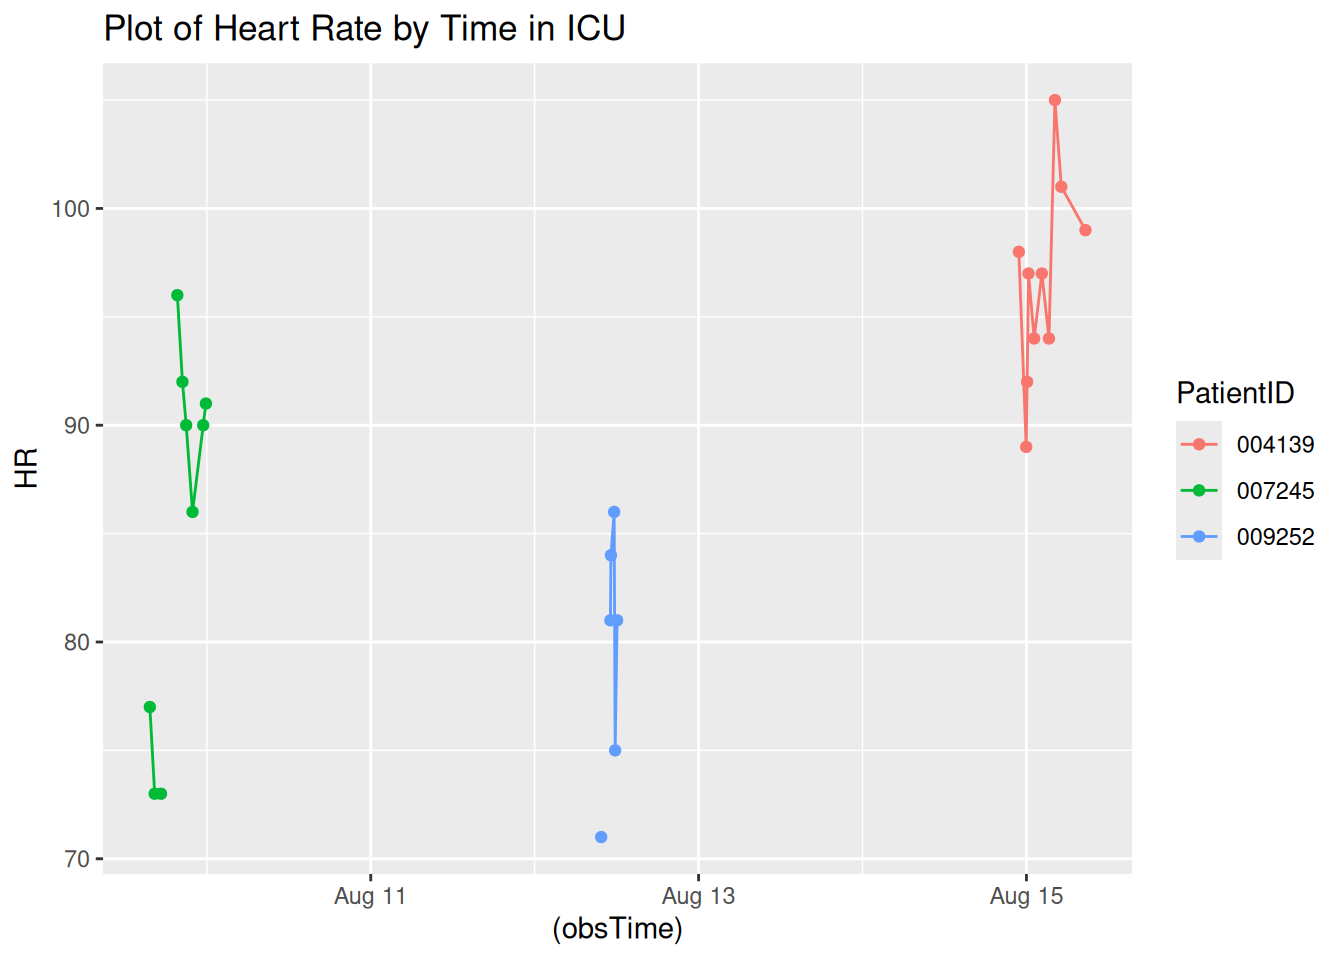 Plot of Heart Rate by Time in ICU
100
90
80
70
HR
Aug 11
Aug 13
Aug 15
(obsTime)
PatientID
004139
007245
009252